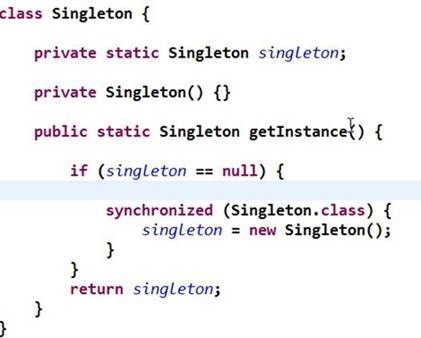 class Singleton {
private static Singleton singleton;
private Singleton() {}
public static Singleton getInstance() {
if (singleton == null) {
synchronized (Singleton.class) {
singleton = new Singleton();
}
}
return singleton;
}
}